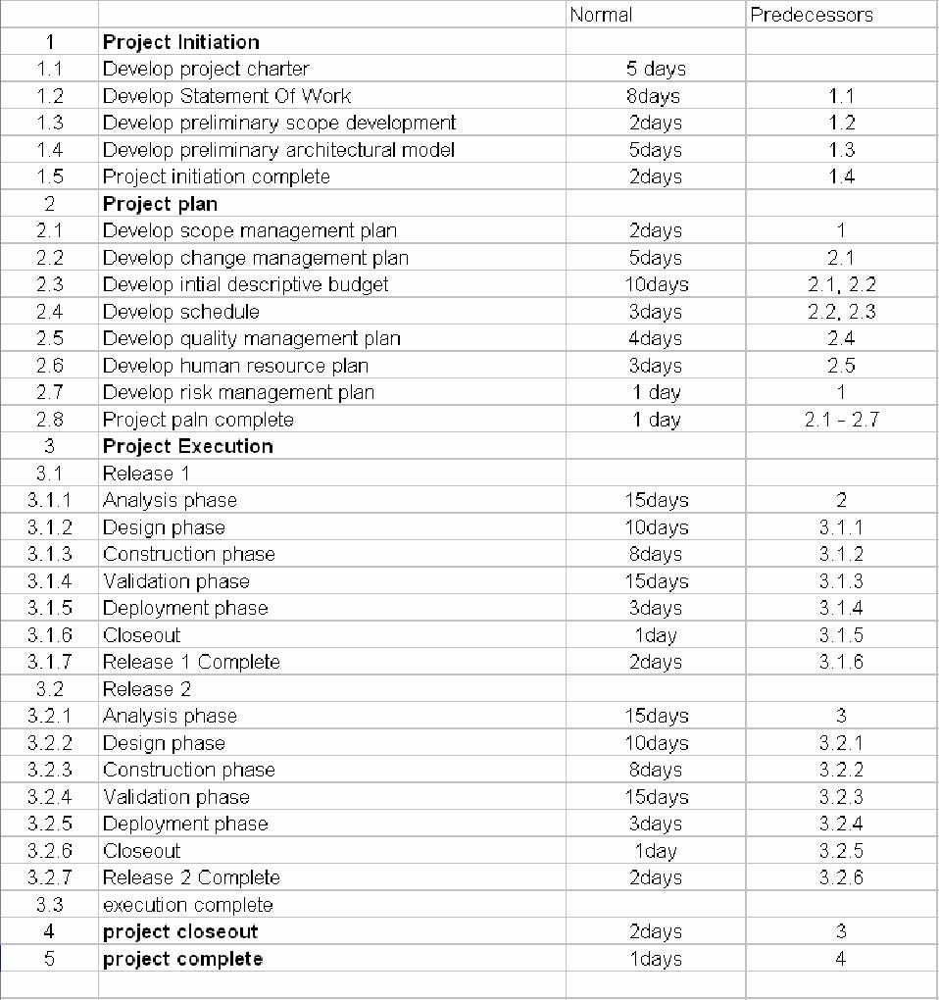 Normal Predecessors
1 Project Initiation
1.1 Develop project charter 5 days
1.2 Develop Statement Of Work 8days 1.1
1.3 Develop preliminary scope development 2days 1.2
1.4 Develop preliminary architectural model 5days 1.3
1.5 Project initiation complete 2days 1.4
2 Project plan
2.1 Develop scope management plan 2days 1
2.2 Develop change management plan 5days 2.1
2.3 Develop intial descriptive budget 10days 2.1, 2.2
2.4 Develop schedule 3days 2.2, 2.3
2.5 Develop quality management plan 4days 2.4
2.6 Develop human resource plan 3days 2.5
2.7 Develop risk management plan 1 day 1
2.8 Project paln complete 1 day 2.1 - 2.7
3 Project Execution
3.1 Release 1
3.1.1 Analysis phase 15days 2
3.1.2 Design phase 10days 3.1.1
3.1.3 Construction phase 8days 3.1.2
3.1.4 Validation phase 15days 3.1.3
3.1.5 Deployment phase 3days 3.1.4
3.1.6 Closeout 1day 3.1.5
3.1.7 Release 1 Complete 2days 3.1.6
3.2 Release 2
3.2.1 Analysis phase 15days 3
3.2.2 Design phase 10days 3.2.1
3.2.3 Construction phase 8days 3.2.2
3.2.4 Validation phase 15days 3.2.3
3.2.5 Deployment phase 3days 3.2.4
3.2.6 Closeout 1day 3.2.5
3.2.7 Release 2 Complete 2days 3.2.6
3.3 execution complete
4 project closeout 2days 3
5 project complete 1days 4